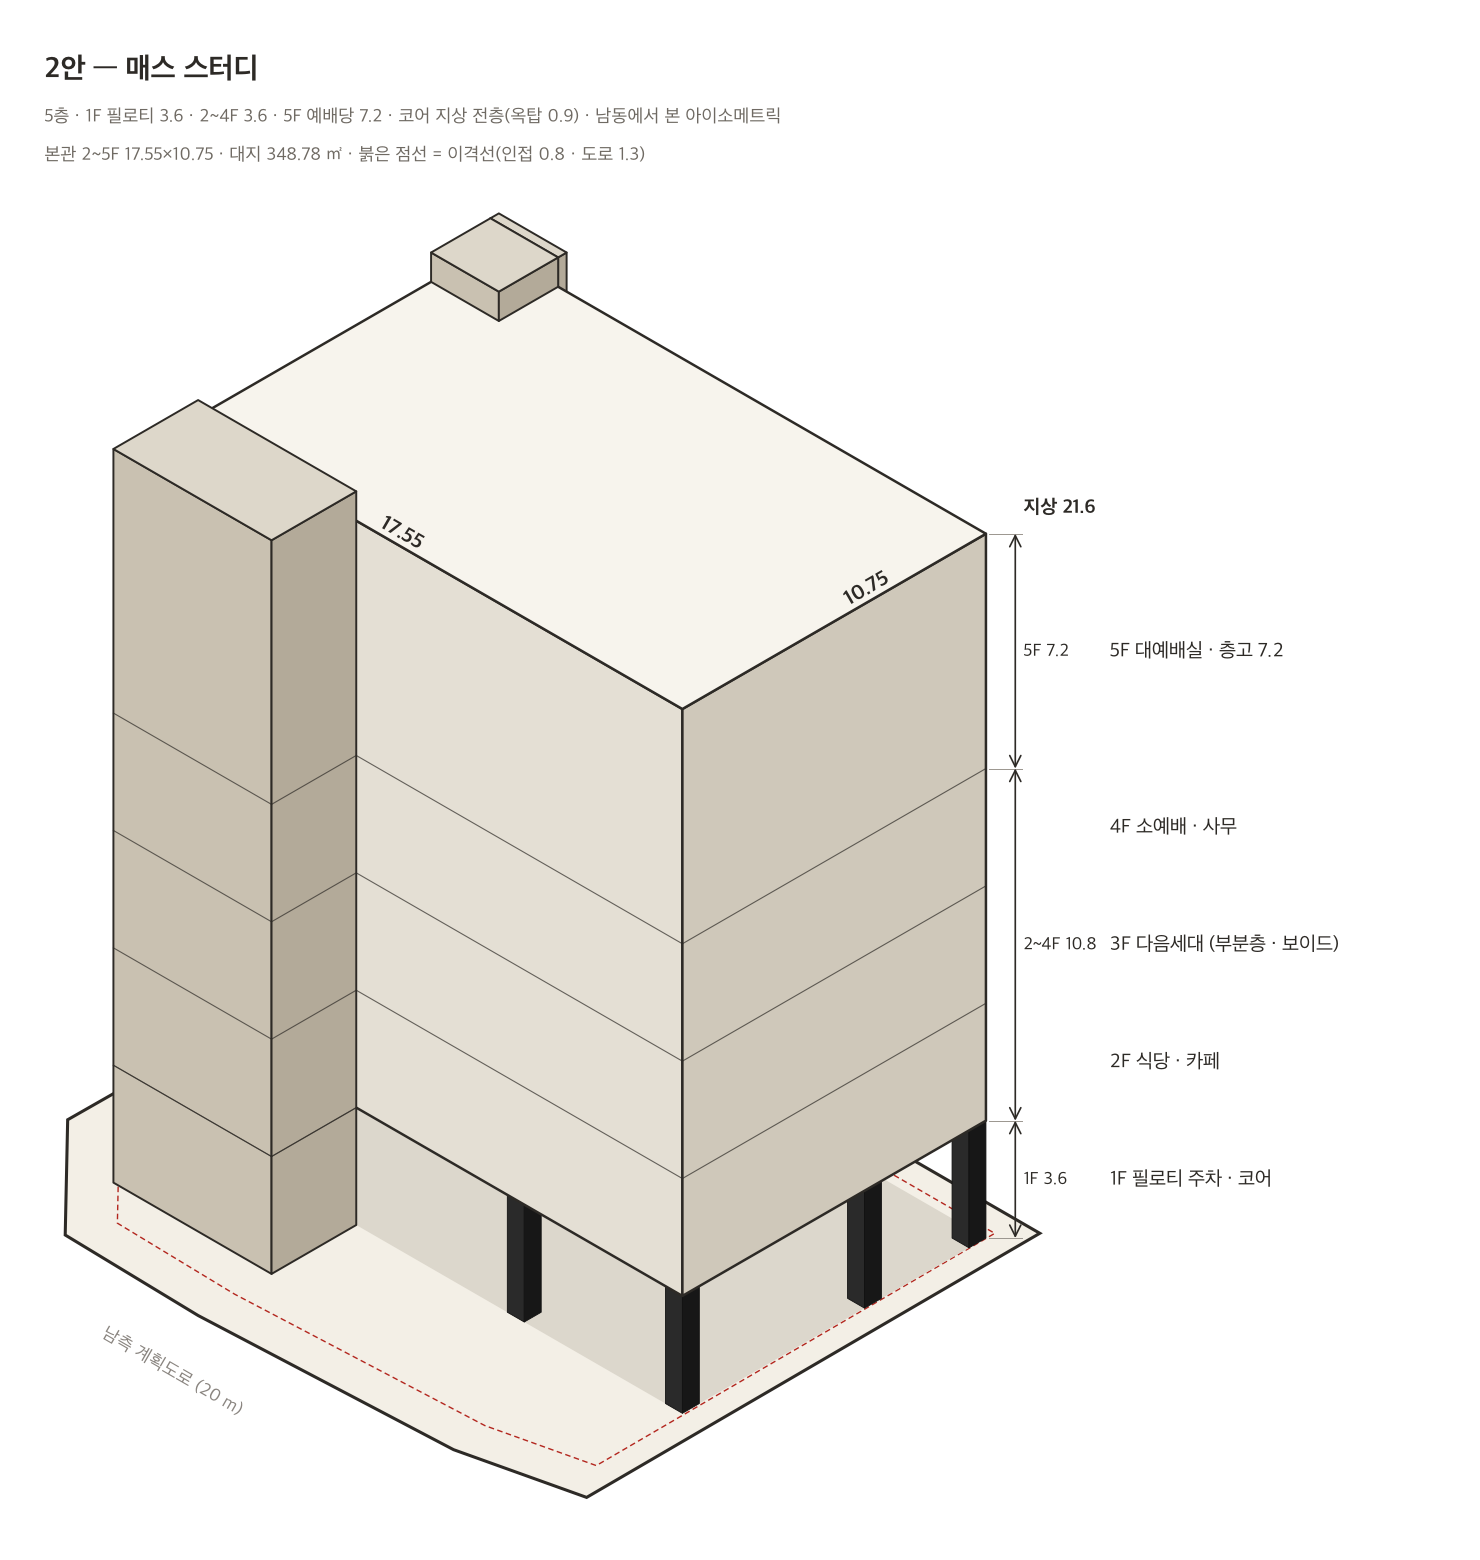 2안 — 매스 스터디
5층 · 1F 필로티 3.6 · 2~4F 3.6 · 5F 예배당 7.2 · 코어 지상 전층(옥탑 0.9) · 남동에서 본 아이소메트릭
본관 2~5F 17.55×10.75 · 대지 348.78 ㎡ · 붉은 점선 = 이격선(인접 0.8 · 도로 1.3)
지상 21.6
17.55
10.75
5F 7.2 5F 대예배실 · 층고 7.2
4F 소예배 · 사무
2~4F 10.8 3F 다음세대 (부분층 · 보이드)
2F 식당 · 카페
1F 3.6 1F 필로티 주차 · 코어
남측 계획도로 (20 m)